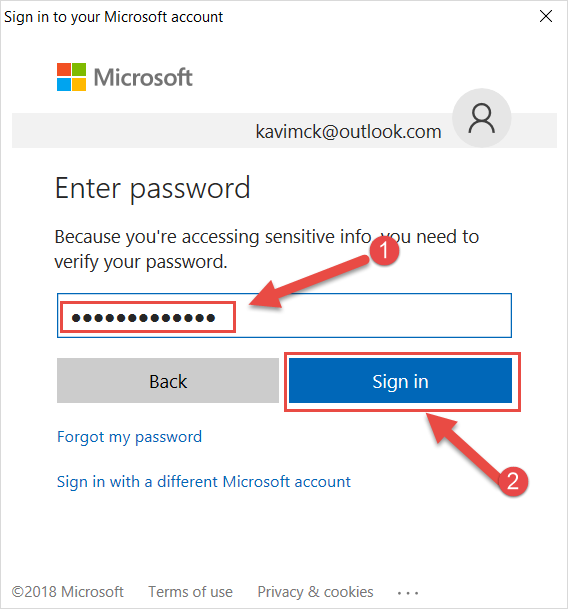 Sign in to your Microsoft account
Microsoft
kavimck@outlook.com
Enter password
Because you're accessing sensitive info, you need to
verify your password.
1
●●●●●●●●●●●●●
Back
Sign in
Forgot my password
2
Sign in with a different Microsoft account
©2018 Microsoft
Terms of use
Privacy & cookies
...